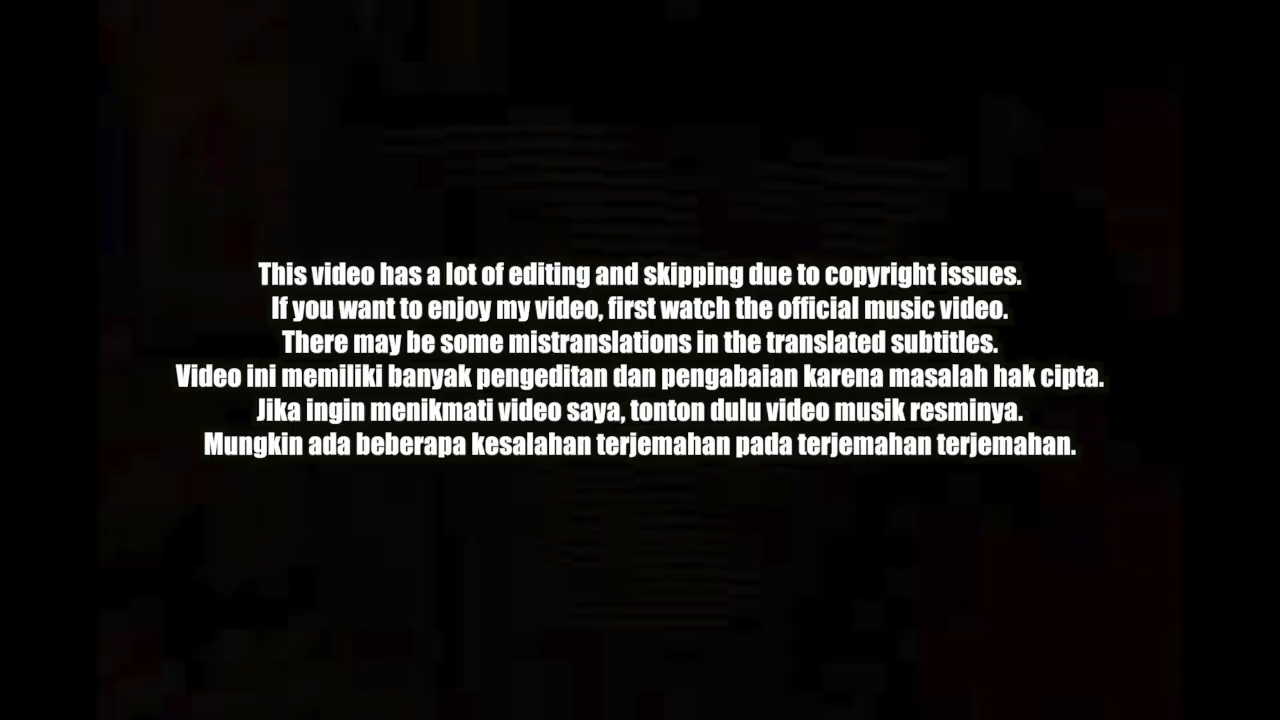 This video has a lot of editing and skipping due to copyright issues.
If you want to enjoy my video, first watch the official music video.
There may be some mistranslations in the translated subtitles.
Video ini memiliki banyak pengeditan dan pengabaian karena masalah hak cipta.
Jika ingin menikmati video saya, tonton dulu video musik resminya.
Mungkin ada beberapa kesalahan terjemahan pada terjemahan terjemahan.